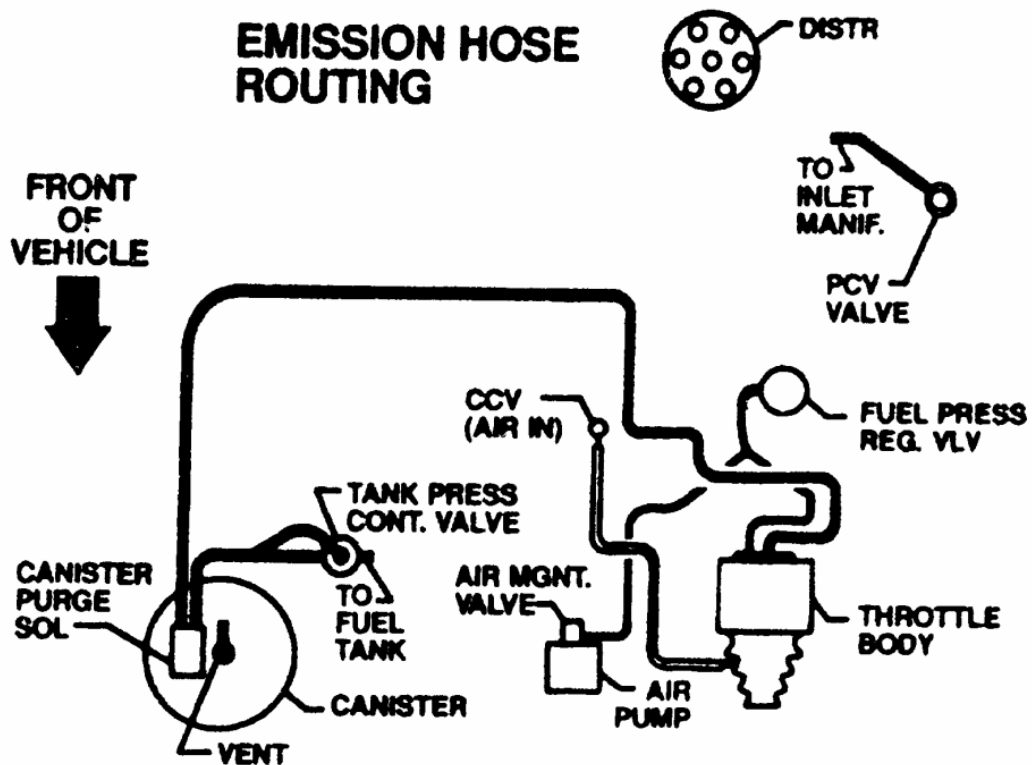 EMISSION HOSE
ROUTING
DISTR
FRONT
OF
VEHICLE
TO
INLET
MANIF.
PCV
VALVE
CCV
(AIR IN)
FUEL PRESS
REG. VLV
TANK PRESS
CONT. VALVE
CANISTER
PURGE
SOL
TO
FUEL
TANK
AIR MGNT.
VALVE
THROTTLE
BODY
CANISTER
AIR
PUMP
VENT